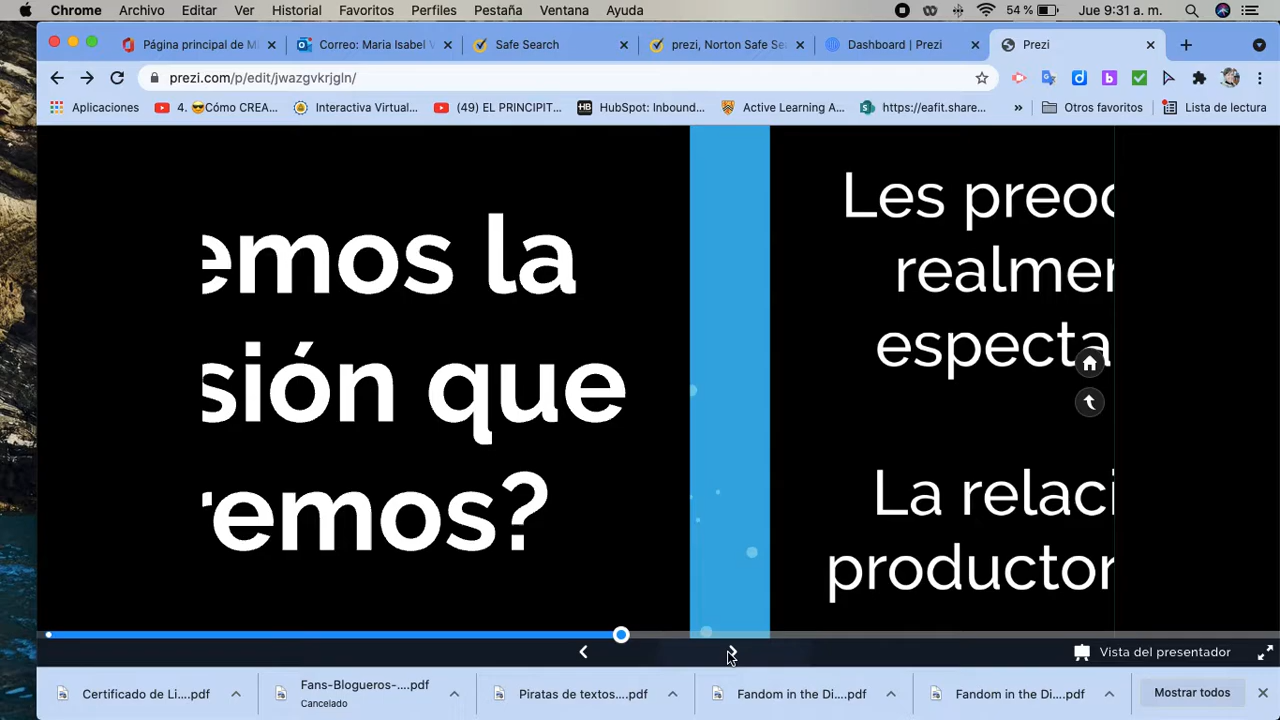 Chrome Archivo Editar Ver Historial Favoritos Perfiles Pestaña Ventana Ayuda 54 % Jue 9:31 a. m.
Página principal de M Correo: Maria Isabel V Safe Search prezi, Norton Safe Se Dashboard | Prezi Prezi
prezi.com/p/edit/jwazgvkrjgln/
Aplicaciones 4. 😎Cómo CREA... Interactiva Virtual... (49) EL PRINCIPIT... HubSpot: Inbound... Active Learning A... https://eafit.share... » Otros favoritos Lista de lectura
emos la
sión que
remos?
Les preoc
realmer
especta
La relaci
productor
Vista del presentador
Certificado de Li....pdf
Fans-Blogueros-....pdf
Cancelado
Piratas de textos....pdf
Fandom in the Di....pdf
Fandom in the Di....pdf
Mostrar todos